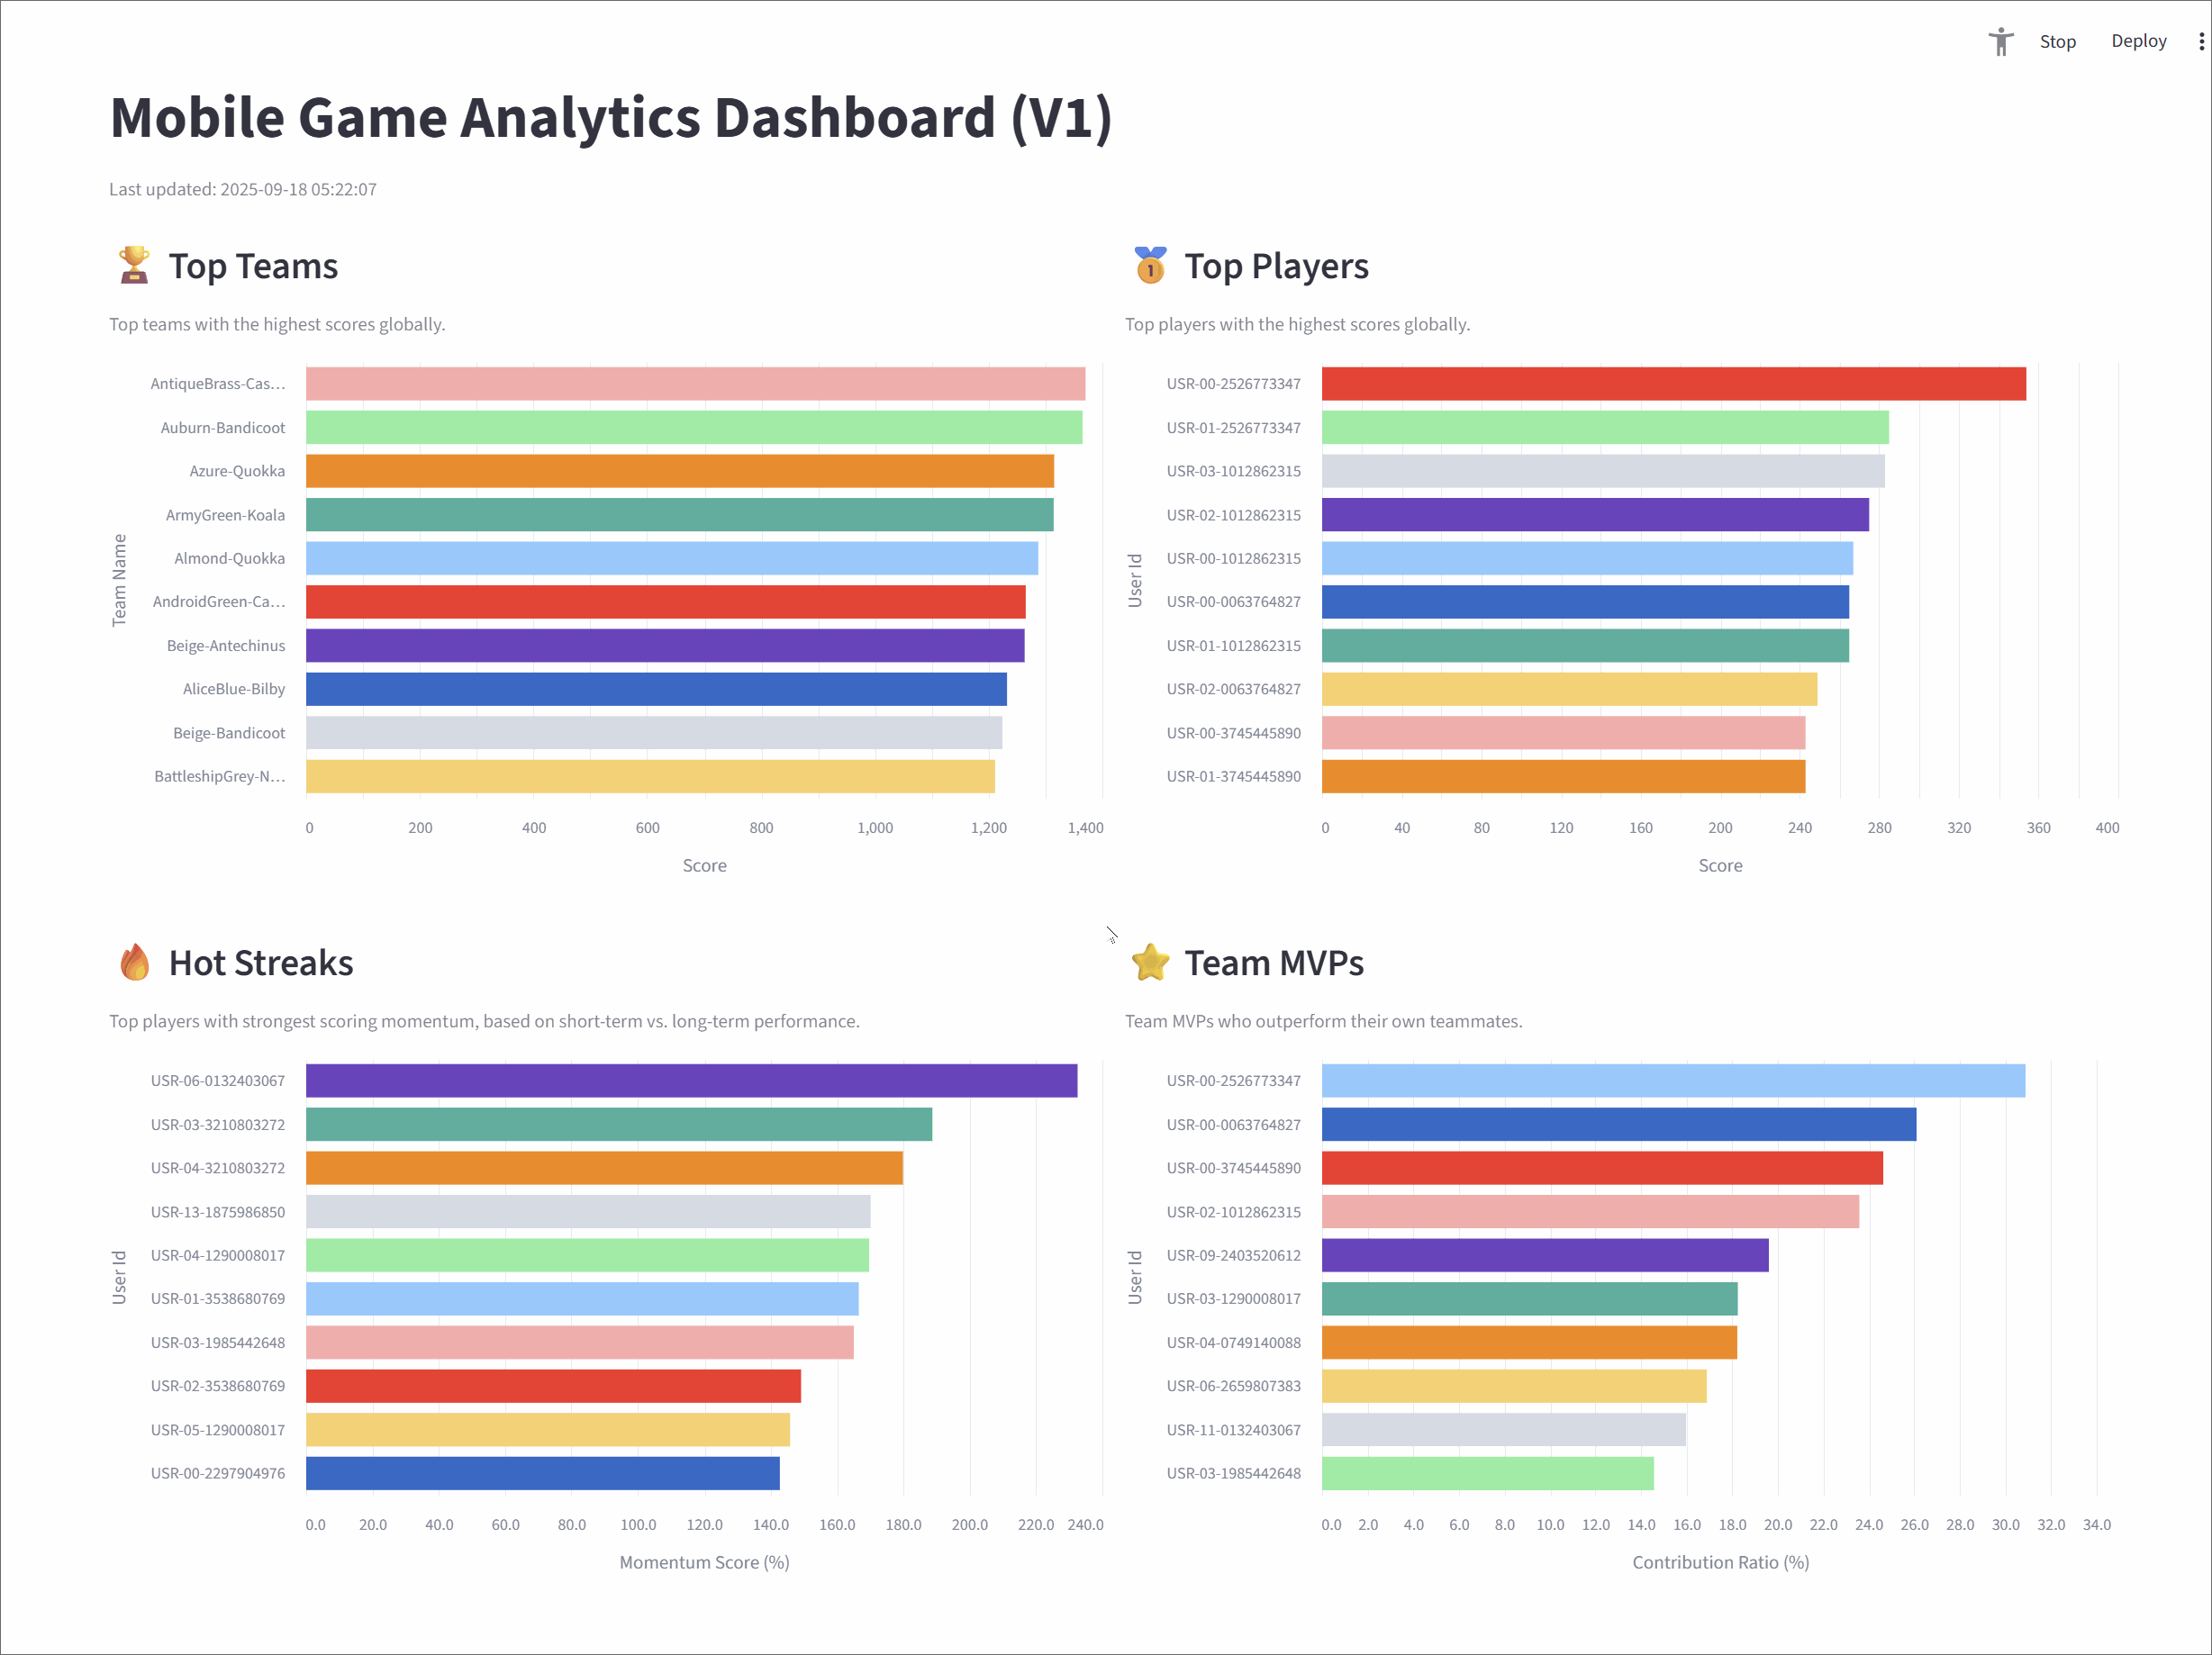 Stop Deploy
Mobile Game Analytics Dashboard (V1)
Last updated: 2025-09-18 05:22:07
Top Teams
Top teams with the highest scores globally.
Team Name
AntiqueBrass-Cas…
Auburn-Bandicoot
Azure-Quokka
ArmyGreen-Koala
Almond-Quokka
AndroidGreen-Ca…
Beige-Antechinus
AliceBlue-Bilby
Beige-Bandicoot
BattleshipGrey-N…
0 200 400 600 800 1,000 1,200 1,400
Score
1
Top Players
Top players with the highest scores globally.
User Id
USR-00-2526773347
USR-01-2526773347
USR-03-1012862315
USR-02-1012862315
USR-00-1012862315
USR-00-0063764827
USR-01-1012862315
USR-02-0063764827
USR-00-3745445890
USR-01-3745445890
0 40 80 120 160 200 240 280 320 360 400
Score
Hot Streaks
Top players with strongest scoring momentum, based on short-term vs. long-term performance.
User Id
USR-06-0132403067
USR-03-3210803272
USR-04-3210803272
USR-13-1875986850
USR-04-1290008017
USR-01-3538680769
USR-03-1985442648
USR-02-3538680769
USR-05-1290008017
USR-00-2297904976
0.0 20.0 40.0 60.0 80.0 100.0 120.0 140.0 160.0 180.0 200.0 220.0 240.0
Momentum Score (%)
Team MVPs
Team MVPs who outperform their own teammates.
User Id
USR-00-2526773347
USR-00-0063764827
USR-00-3745445890
USR-02-1012862315
USR-09-2403520612
USR-03-1290008017
USR-04-0749140088
USR-06-2659807383
USR-11-0132403067
USR-03-1985442648
0.0 2.0 4.0 6.0 8.0 10.0 12.0 14.0 16.0 18.0 20.0 22.0 24.0 26.0 28.0 30.0 32.0 34.0
Contribution Ratio (%)